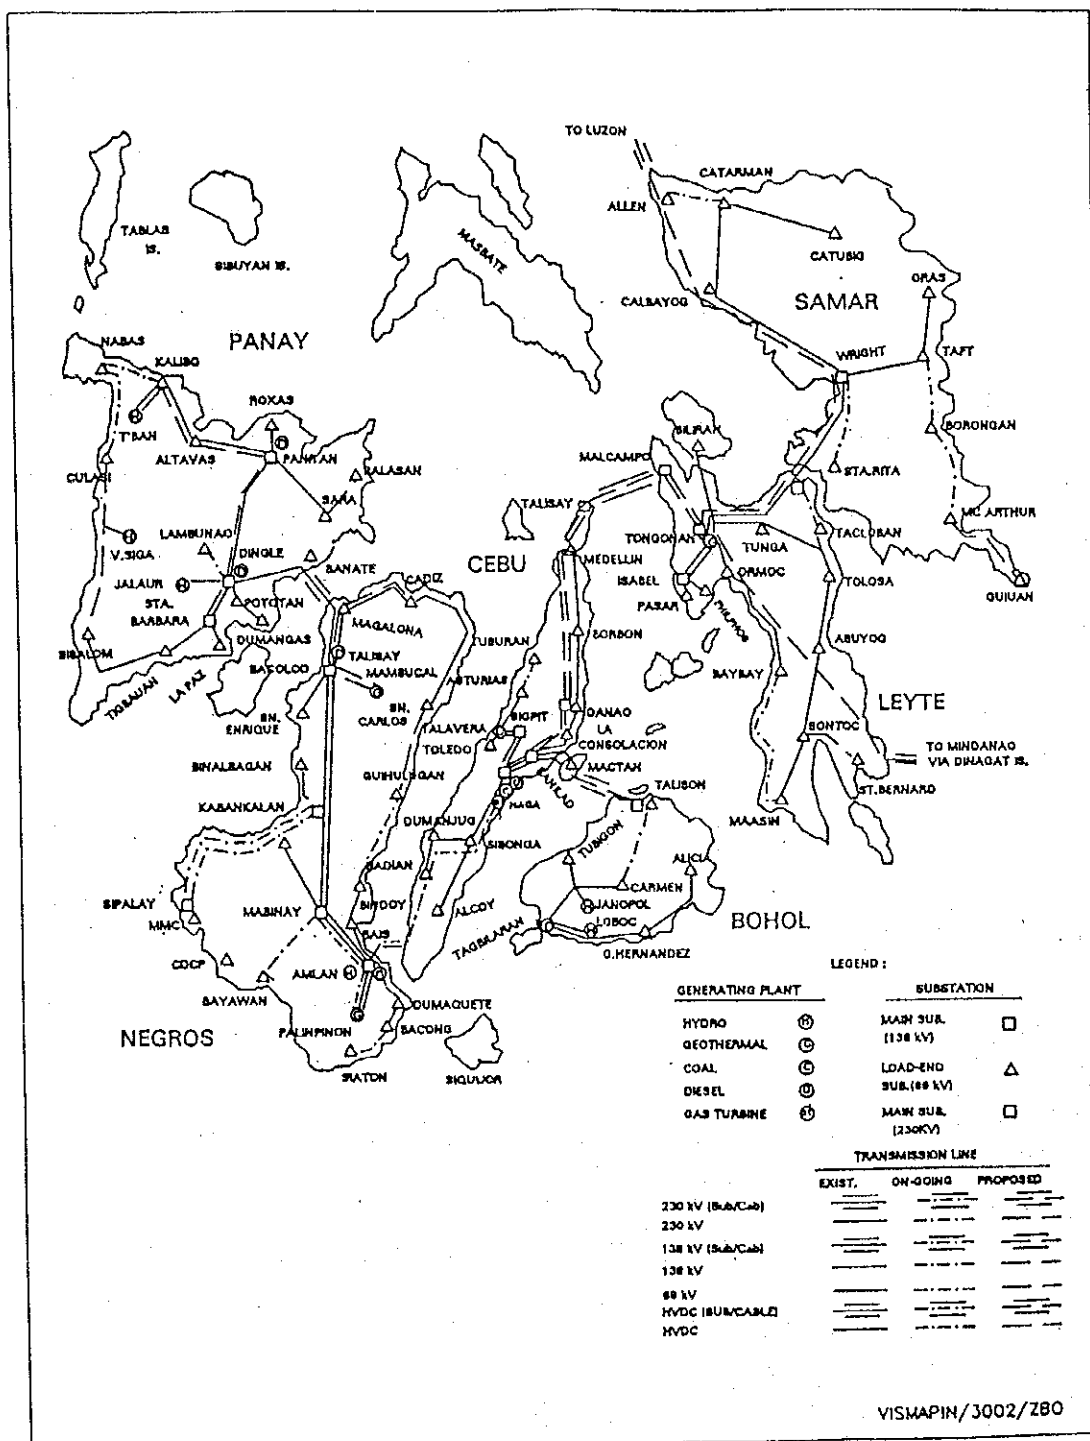 TO LUZON
CATARMAN
ALLEN
CATUBIG
ORAS
CALBAYOG
SAMAR
WRIGHT
TAFT
BORONGAN
STA.RITA
MC ARTHUR
GUIUAN
TABLAS
IS.
SIBUYAN IS.
MASBATE
PANAY
NABAS
KALIBO
ROXAS
T'BAN
ALTAVAS
PANITAN
BALASAN
CULASI
SARA
V.SIGA
LAMBUNAO
DINGLE
BANATE
JALAUR
STA.
BARBARA
POTOTAN
DUMANGAS
SIBALOM
TIGBAUAN
LA PAZ
BILIRAN
MALCAMPO
TALISAY
TONGONAN
TUNGA
TACLOBAN
CEBU
MEDELLIN
ISABEL
ORMOC
TOLOSA
PASAR
PHILPHOS
CADIZ
MAGALONA
TUBURAN
SORBON
ABUYOG
BAYBAY
LEYTE
TALISAY
BACOLOD
MAMBUCAL
ASTURIAS
SN.
CARLOS
SN.
ENRIQUE
TALAVERA
SIGPIT
DANAO
LA
CONSOLACION
TOLEDO
BONTOC
TO MINDANAO
VIA DINAGAT IS.
ST.BERNARD
MAASIN
BINALBAGAN
GUIHULNGAN
MACTAN
BANILAD
NAGA
TALIBON
KABANKALAN
DUMANJUG
SIBONGA
TUBIGON
BADIAN
ALICIA
CARMEN
SIPALAY
MMC
MABINAY
BINDOY
ALCOY
JANOPOL
LOBOC
BOHOL
BAIS
TAGBILARAN
G.HERNANDEZ
CDCP
AMLAN
BAYAWAN
DUMAGUETE
NEGROS
PALINPINON
BACONG
SIATON
SIQUIJOR
LEGEND :
GENERATING PLANT
SUBSTATION
HYDRO H
MAIN SUB.
(138 kV)
GEOTHERMAL G
COAL C
LOAD-END
SUB.(69 kV)
DIESEL D
GAS TURBINE GT
MAIN SUB.
(230KV)
TRANSMISSION LINE
EXIST. ON-GOING PROPOSED
230 kV (Sub/Cab)
230 kV
138 kV (Sub/Cab)
138 kV
69 kV
HVDC (SUB/CABLE)
HVDC
VISMAPIN/3002/ZBO